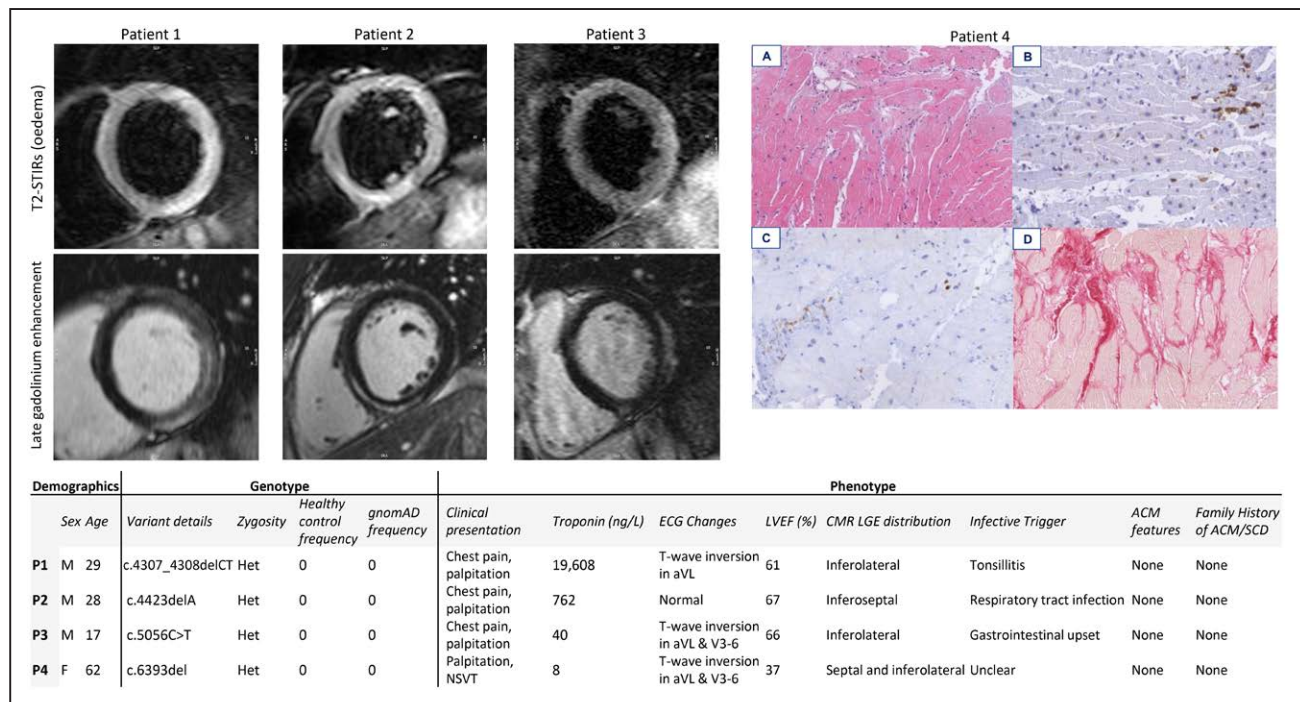 Patient 1
Patient 2
Patient 3
Patient 4
T2-STIRs (oedema)
Late gadolinium enhancement
A
B
C
D
Demographics Genotype Phenotype
Sex Age Variant details Zygosity Healthy control frequency gnomAD frequency Clinical presentation Troponin (ng/L) ECG Changes LVEF (%) CMR LGE distribution Infective Trigger ACM features Family History of ACM/SCD
P1 M 29 c.4307_4308delCT Het 0 0 Chest pain, palpitation 19,608 T-wave inversion in aVL 61 Inferolateral Tonsillitis None None
P2 M 28 c.4423delA Het 0 0 Chest pain, palpitation 762 Normal 67 Inferoseptal Respiratory tract infection None None
P3 M 17 c.5056C>T Het 0 0 Chest pain, palpitation 40 T-wave inversion in aVL & V3-6 66 Inferolateral Gastrointestinal upset None None
P4 F 62 c.6393del Het 0 0 Palpitation, NSVT 8 T-wave inversion in aVL & V3-6 37 Septal and inferolateral Unclear None None